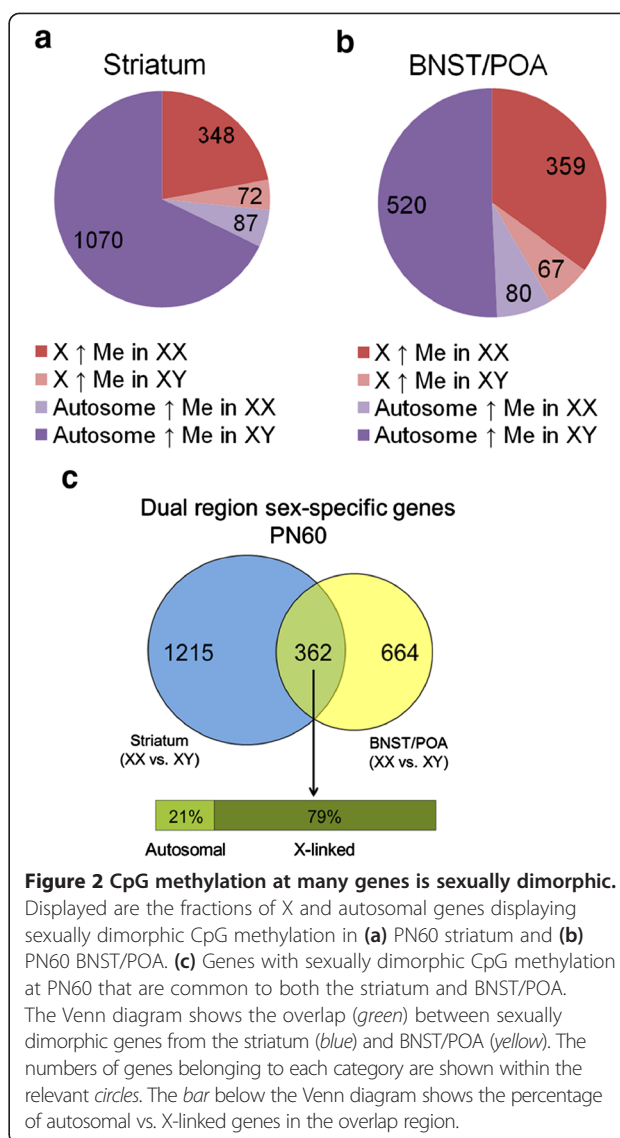 a
Striatum
348
72
87
1070
X ↑ Me in XX
X ↑ Me in XY
Autosome ↑ Me in XX
Autosome ↑ Me in XY
b
BNST/POA
359
67
80
520
X ↑ Me in XX
X ↑ Me in XY
Autosome ↑ Me in XX
Autosome ↑ Me in XY
c
Dual region sex-specific genes
PN60
1215
362
664
Striatum
(XX vs. XY)
BNST/POA
(XX vs. XY)
21%
79%
Autosomal
X-linked
Figure 2 CpG methylation at many genes is sexually dimorphic.
Displayed are the fractions of X and autosomal genes displaying
sexually dimorphic CpG methylation in (a) PN60 striatum and (b)
PN60 BNST/POA. (c) Genes with sexually dimorphic CpG methylation
at PN60 that are common to both the striatum and BNST/POA.
The Venn diagram shows the overlap (green) between sexually
dimorphic genes from the striatum (blue) and BNST/POA (yellow). The
numbers of genes belonging to each category are shown within the
relevant circles. The bar below the Venn diagram shows the percentage
of autosomal vs. X-linked genes in the overlap region.